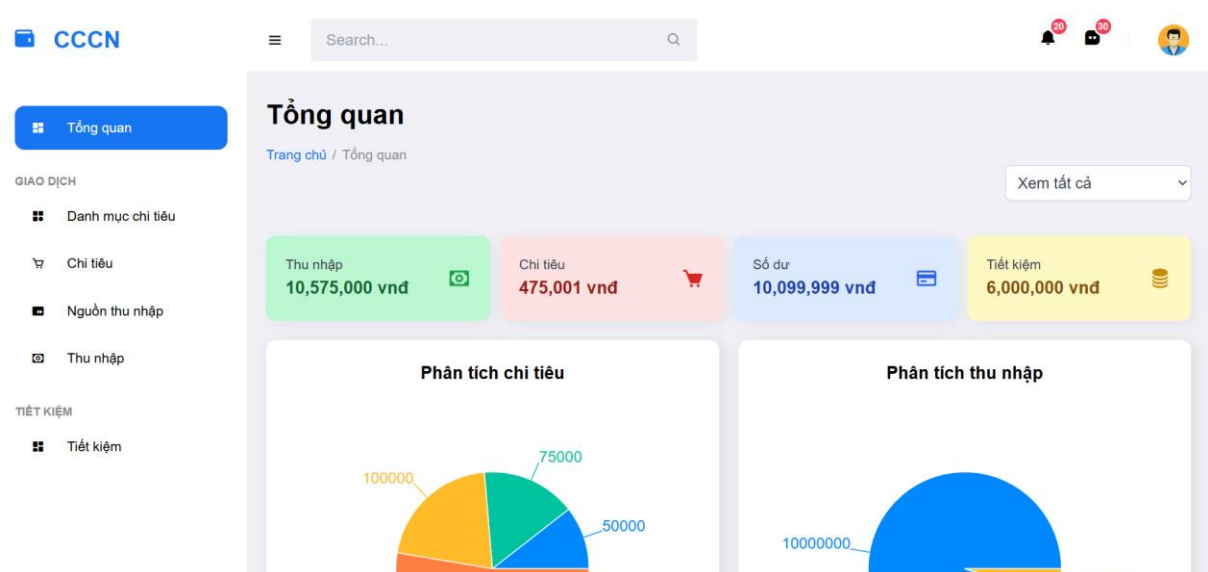 CCCN
Search...
20
30
Tổng quan
GIAO DỊCH
Danh mục chi tiêu
Chi tiêu
Nguồn thu nhập
Thu nhập
TIẾT KIỆM
Tiết kiệm
Tổng quan
Trang chủ / Tổng quan
Xem tất cả
Thu nhập
10,575,000 vnđ
Chi tiêu
475,001 vnđ
Số dư
10,099,999 vnđ
Tiết kiệm
6,000,000 vnđ
Phân tích chi tiêu
75000
100000
50000
Phân tích thu nhập
10000000